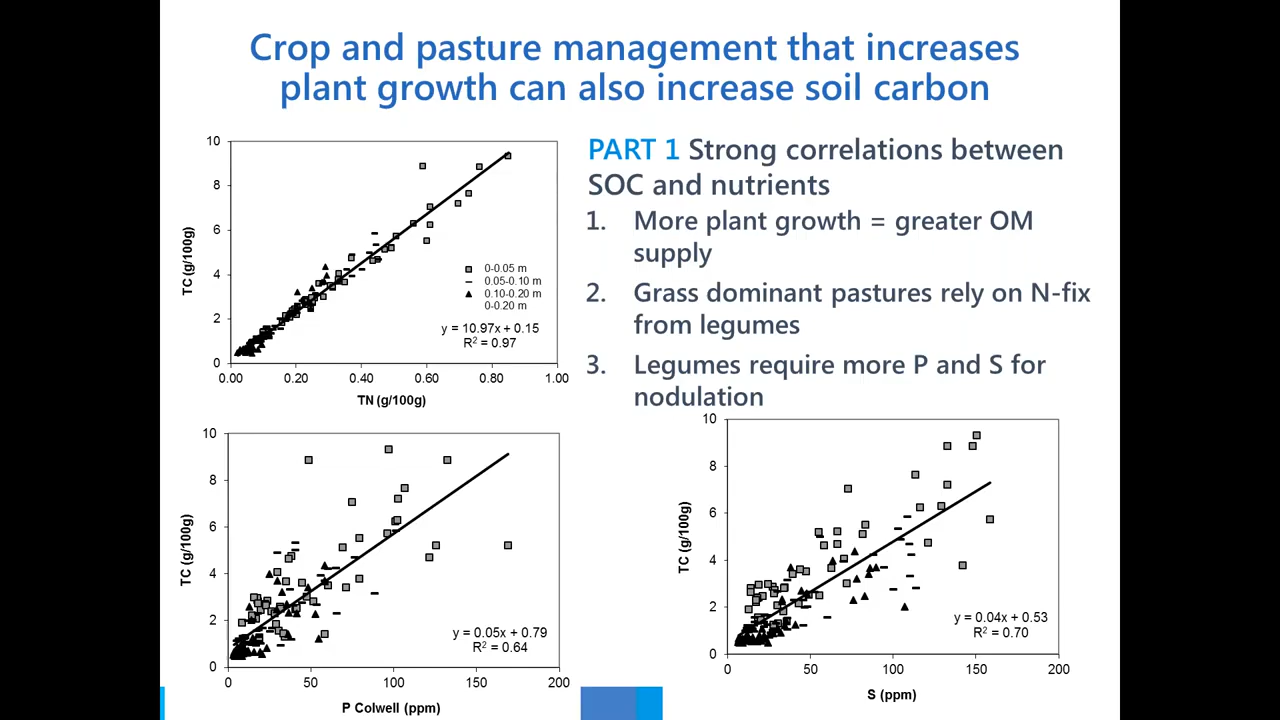 Crop and pasture management that increases
plant growth can also increase soil carbon
PART 1 Strong correlations between
SOC and nutrients
1. More plant growth = greater OM
supply
2. Grass dominant pastures rely on N-fix
from legumes
3. Legumes require more P and S for
nodulation
10
8
6
4
2
0
TC (g/100g)
0-0.05 m
0.05-0.10 m
0.10-0.20 m
0-0.20 m
y = 10.97x + 0.15
R² = 0.97
0.00 0.20 0.40 0.60 0.80 1.00
TN (g/100g)
10
8
6
4
2
0
TC (g/100g)
y = 0.05x + 0.79
R² = 0.64
0 50 100 150 200
P Colwell (ppm)
10
8
6
4
2
0
TC (g/100g)
y = 0.04x + 0.53
R² = 0.70
0 50 100 150 200
S (ppm)